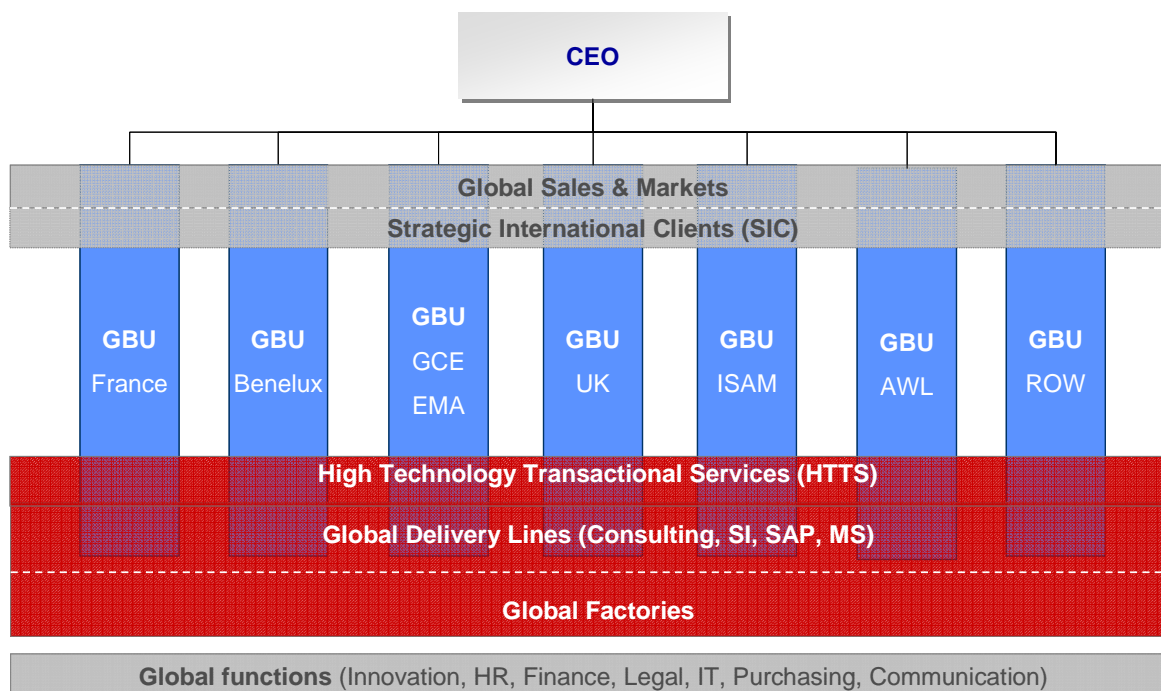 CEO
Global Sales & Markets
Strategic International Clients (SIC)
GBU
France
GBU
Benelux
GBU
GCE
EMA
GBU
UK
GBU
ISAM
GBU
AWL
GBU
ROW
High Technology Transactional Services (HTTS)
Global Delivery Lines (Consulting, SI, SAP, MS)
Global Factories
Global functions (Innovation, HR, Finance, Legal, IT, Purchasing, Communication)